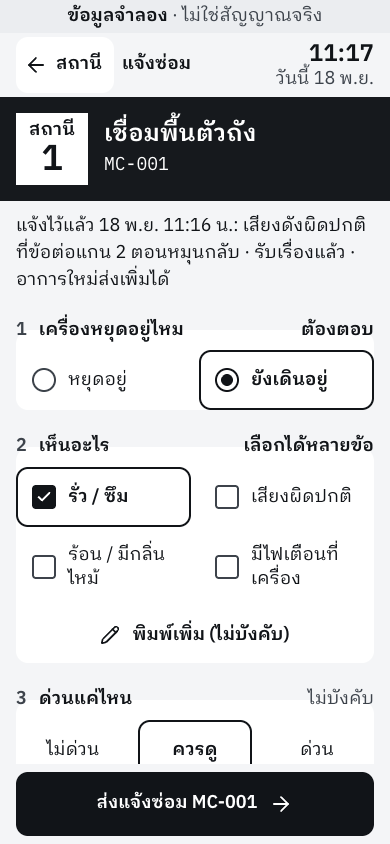 ข้อมูลจำลอง · ไม่ใช่สัญญาณจริง
← สถานี
แจ้งซ่อม
11:17
วันนี้ 18 พ.ย.
สถานี
1
เชื่อมพื้นตัวถัง
MC-001
แจ้งไว้แล้ว 18 พ.ย. 11:16 น.: เสียงดังผิดปกติ
ที่ข้อต่อแกน 2 ตอนหมุนกลับ · รับเรื่องแล้ว ·
อาการใหม่ส่งเพิ่มได้
1 เครื่องหยุดอยู่ไหม
ต้องตอบ
หยุดอยู่
ยังเดินอยู่
2 เห็นอะไร
เลือกได้หลายข้อ
รั่ว / ซึม
เสียงผิดปกติ
ร้อน / มีกลิ่น
ไหม้
มีไฟเตือนที่
เครื่อง
พิมพ์เพิ่ม (ไม่บังคับ)
3 ด่วนแค่ไหน
ไม่บังคับ
ไม่ด่วน
ควรดู
ด่วน
ส่งแจ้งซ่อม MC-001 →